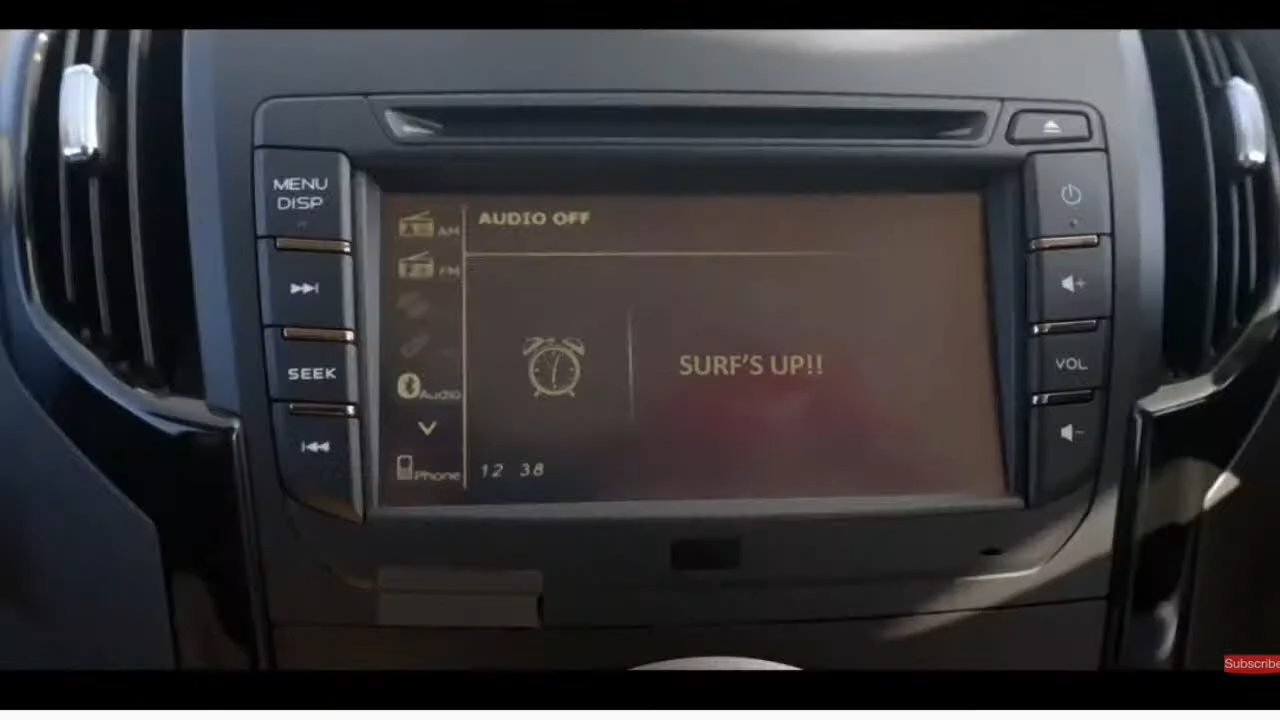 MENU
DISP
SEEK
VOL
AM
FM
Audio
Phone
AUDIO OFF
SURF'S UP!!
12 38
Subscribe